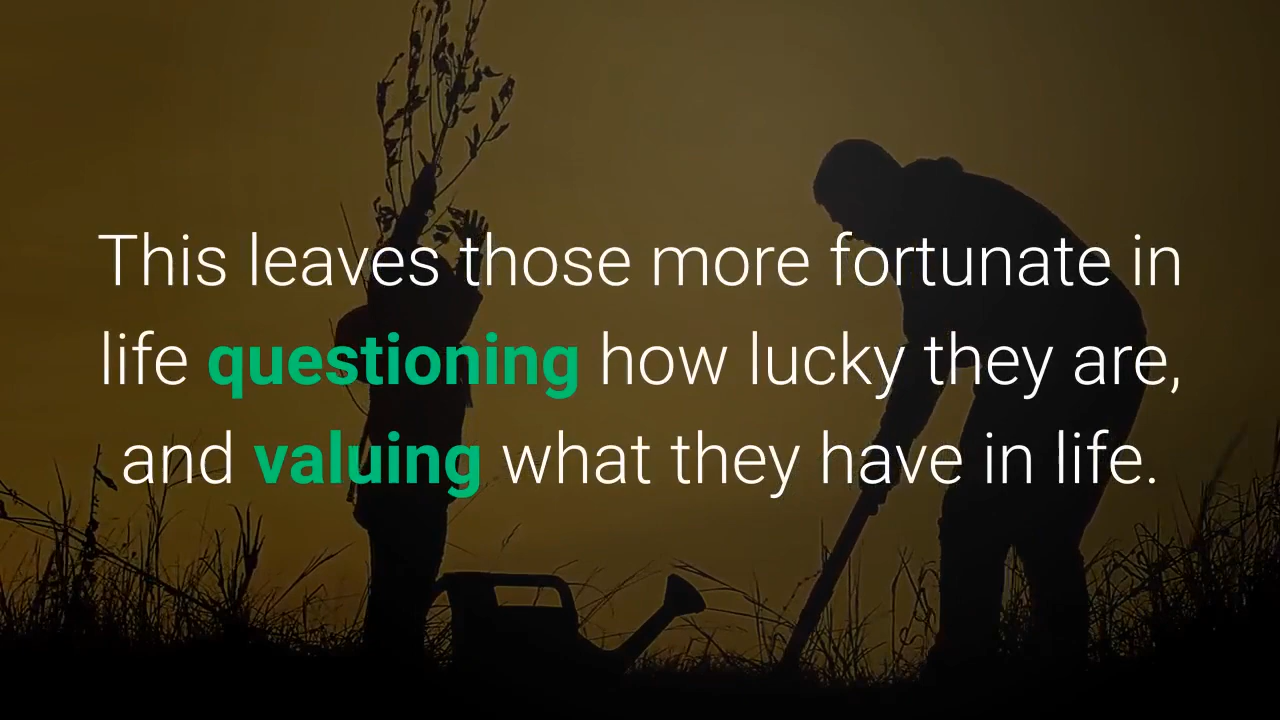 This leaves those more fortunate in
life questioning how lucky they are,
and valuing what they have in life.